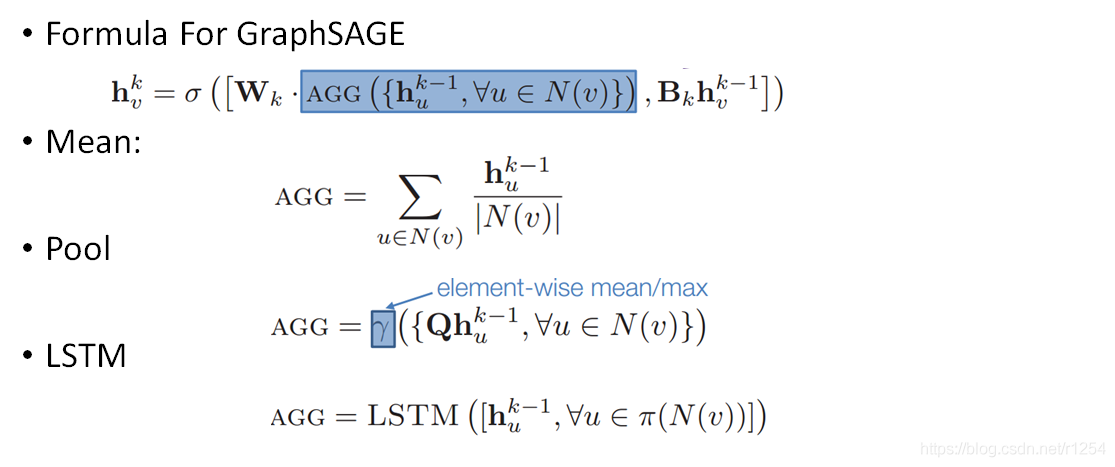 • Formula For GraphSAGE
h_v^k = σ([W_k · AGG({h_u^{k−1}, ∀u ∈ N(v)}), B_k h_v^{k−1}])
• Mean:
AGG = ∑_{u∈N(v)} h_u^{k−1} / |N(v)|
• Pool
element-wise mean/max
AGG = γ({Qh_u^{k−1}, ∀u ∈ N(v)})
• LSTM
AGG = LSTM([h_u^{k−1}, ∀u ∈ π(N(v))])
https://blog.csdn.net/r1254